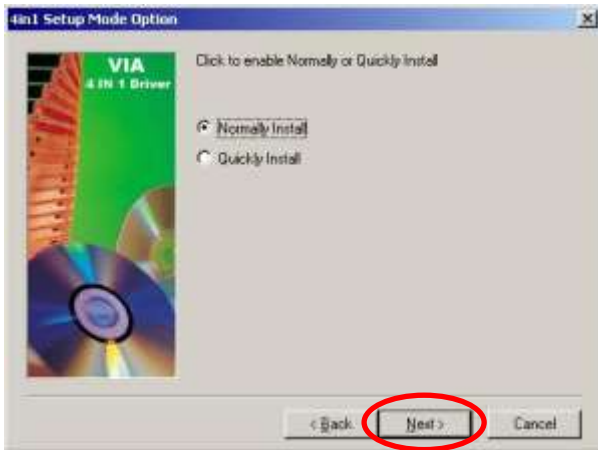 4in1 Setup Mode Option
VIA
4 IN 1 Driver
Click to enable Normally or Quickly Install
Normally Install
Quickly Install
< Back
Next >
Cancel